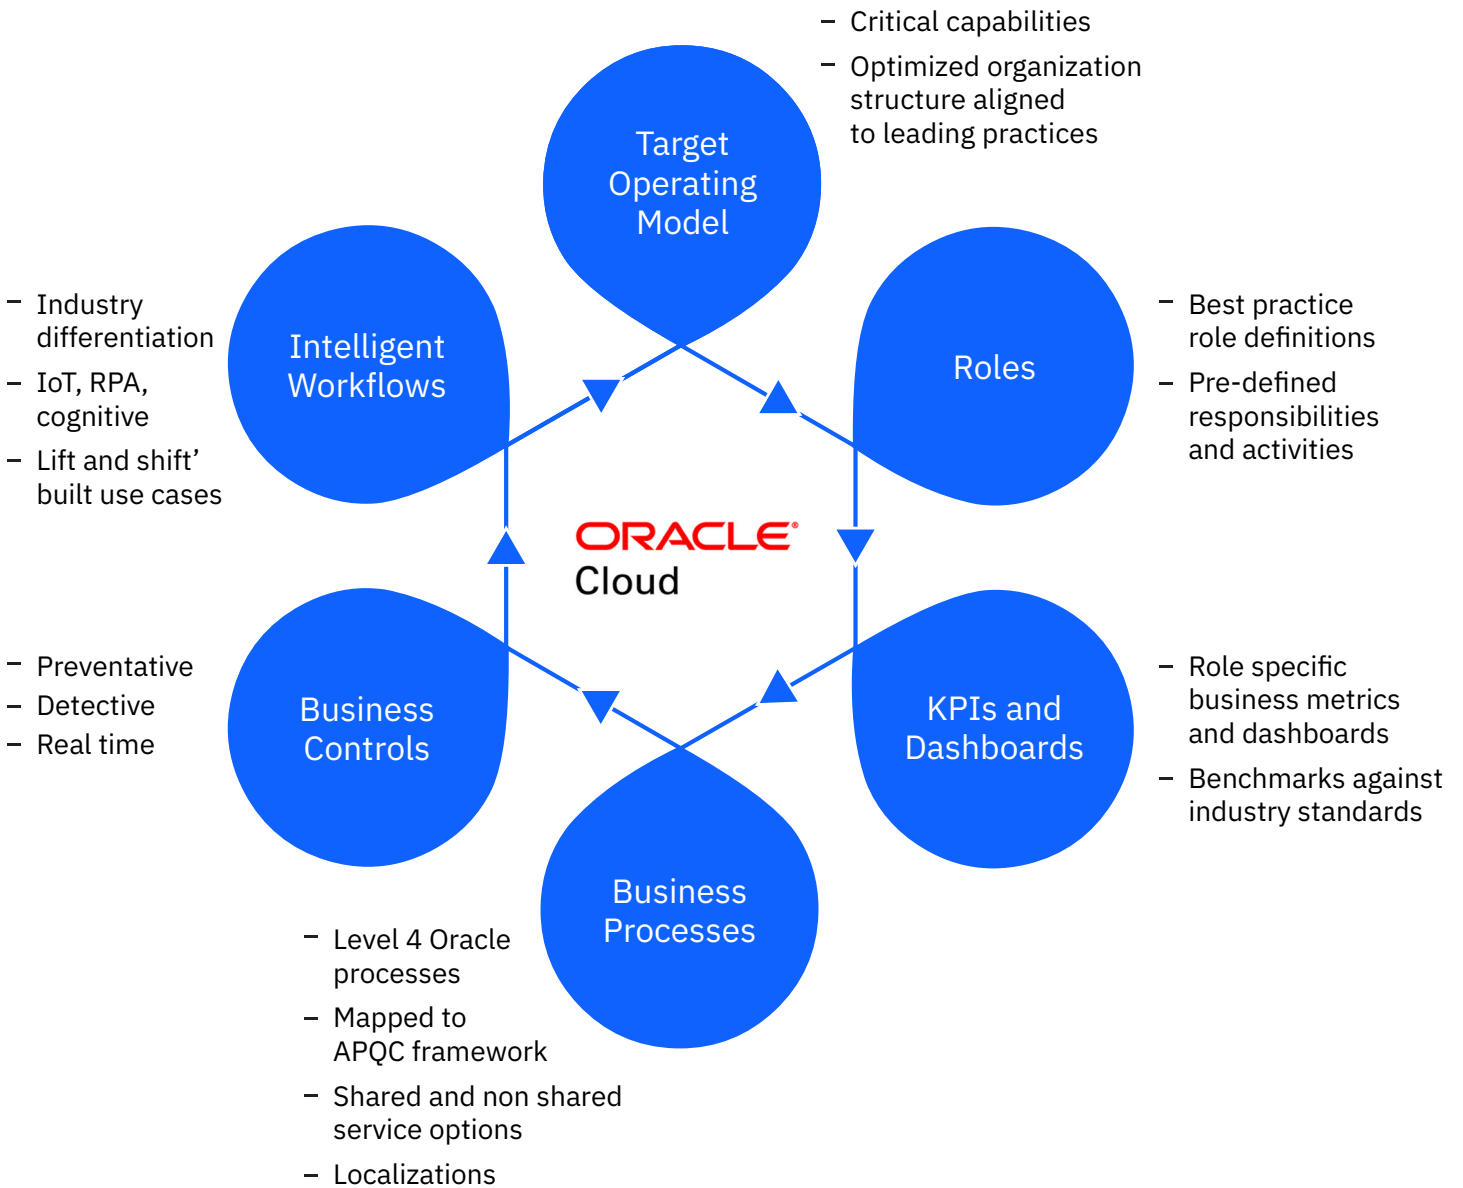 – Critical capabilities
– Optimized organization
structure aligned
to leading practices
Target
Operating
Model
Roles
– Best practice
role definitions
– Pre-defined
responsibilities
and activities
KPIs and
Dashboards
– Role specific
business metrics
and dashboards
– Benchmarks against
industry standards
Business
Processes
– Level 4 Oracle
processes
– Mapped to
APQC framework
– Shared and non shared
service options
– Localizations
Business
Controls
– Preventative
– Detective
– Real time
Intelligent
Workflows
– Industry
differentiation
– IoT, RPA,
cognitive
– Lift and shift’
built use cases
ORACLE®
Cloud